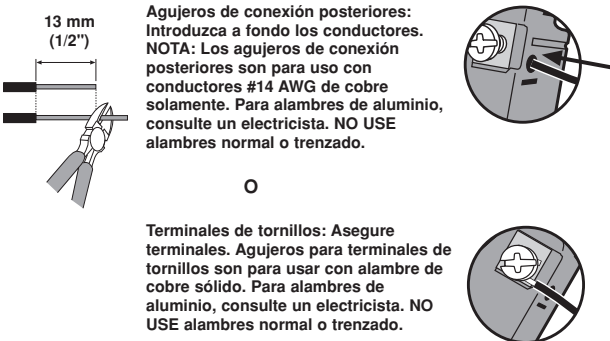 13 mm
(1/2")
Agujeros de conexión posteriores:
Introduzca a fondo los conductores.
NOTA: Los agujeros de conexión
posteriores son para uso con
conductores #14 AWG de cobre
solamente. Para alambres de aluminio,
consulte un electricista. NO USE
alambres normal o trenzado.
O
Terminales de tornillos: Asegure
terminales. Agujeros para terminales de
tornillos son para usar con alambre de
cobre sólido. Para alambres de
aluminio, consulte un electricista. NO
USE alambres normal o trenzado.